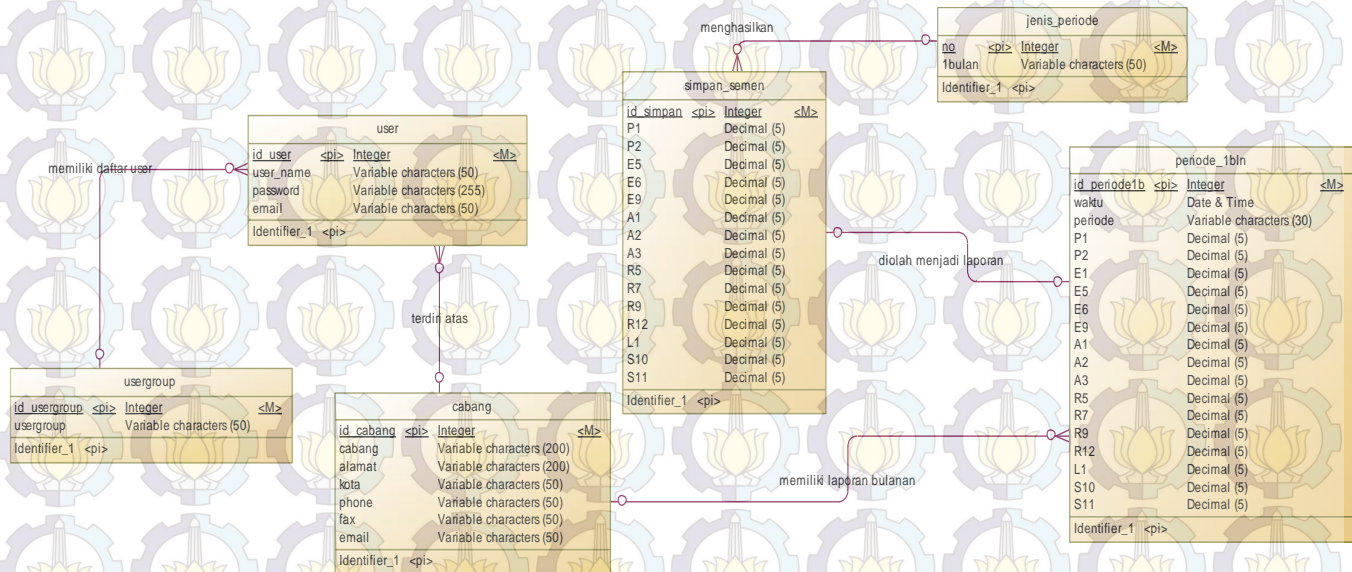 menghasilkan
jenis_periode
no <pi> Integer <M>
1bulan Variable characters (50)
Identifier_1 <pi>
simpan_semen
id_simpan <pi> Integer <M>
P1 Decimal (5)
P2 Decimal (5)
E5 Decimal (5)
E6 Decimal (5)
E9 Decimal (5)
A1 Decimal (5)
A2 Decimal (5)
A3 Decimal (5)
R5 Decimal (5)
R7 Decimal (5)
R9 Decimal (5)
R12 Decimal (5)
L1 Decimal (5)
S10 Decimal (5)
S11 Decimal (5)
Identifier_1 <pi>
user
id_user <pi> Integer <M>
user_name Variable characters (50)
password Variable characters (255)
email Variable characters (50)
Identifier_1 <pi>
memiliki daftar user
periode_1bln
id_periode1b <pi> Integer <M>
waktu Date & Time
periode Variable characters (30)
P1 Decimal (5)
P2 Decimal (5)
E1 Decimal (5)
E5 Decimal (5)
E6 Decimal (5)
E9 Decimal (5)
A1 Decimal (5)
A2 Decimal (5)
A3 Decimal (5)
R5 Decimal (5)
R7 Decimal (5)
R9 Decimal (5)
R12 Decimal (5)
L1 Decimal (5)
S10 Decimal (5)
S11 Decimal (5)
Identifier_1 <pi>
diolah menjadi laporan
terdiri atas
usergroup
id_usergroup <pi> Integer <M>
usergroup Variable characters (50)
Identifier_1 <pi>
cabang
id_cabang <pi> Integer <M>
cabang Variable characters (200)
alamat Variable characters (200)
kota Variable characters (50)
phone Variable characters (50)
fax Variable characters (50)
email Variable characters (50)
Identifier_1 <pi>
memiliki laporan bulanan